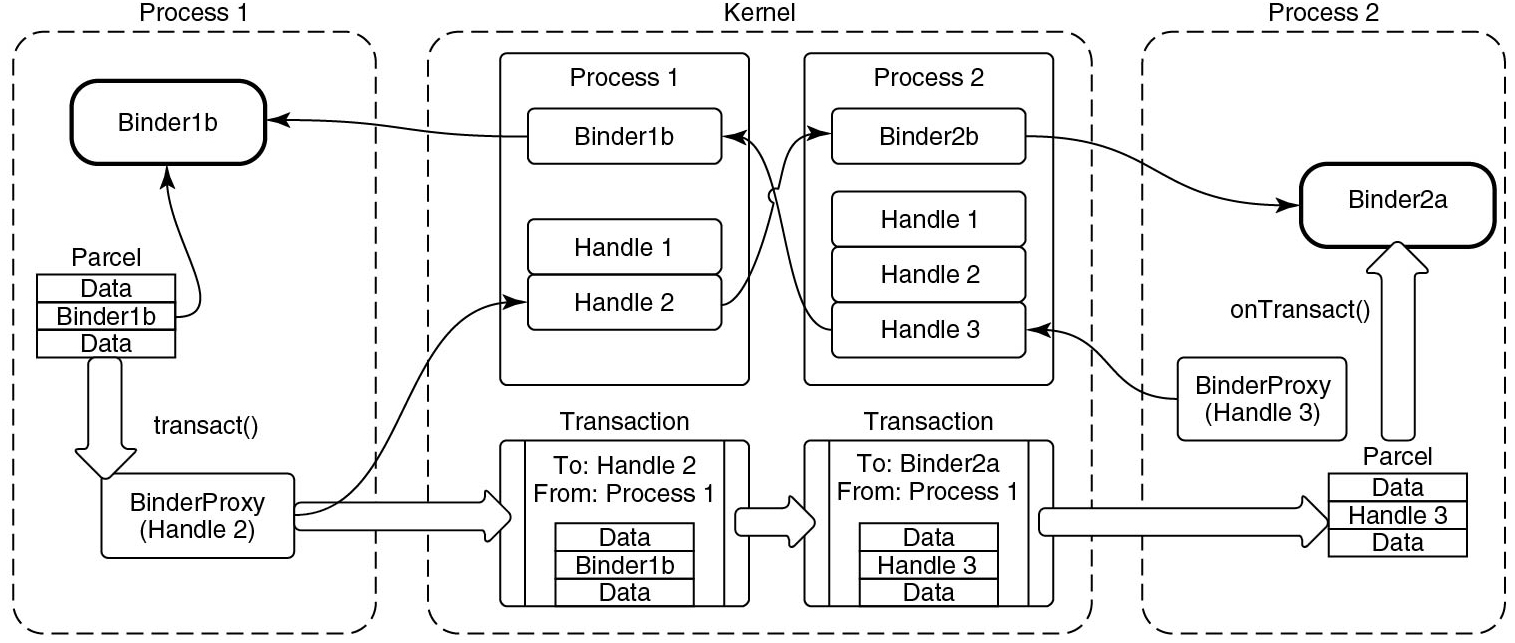 Process 1
Kernel
Process 2
Binder1b
Parcel
Data
Binder1b
Data
transact()
BinderProxy
(Handle 2)
Process 1
Binder1b
Handle 1
Handle 2
Process 2
Binder2b
Handle 1
Handle 2
Handle 3
Transaction
To: Handle 2
From: Process 1
Data
Binder1b
Data
Transaction
To: Binder2a
From: Process 1
Data
Handle 3
Data
Binder2a
onTransact()
BinderProxy
(Handle 3)
Parcel
Data
Handle 3
Data